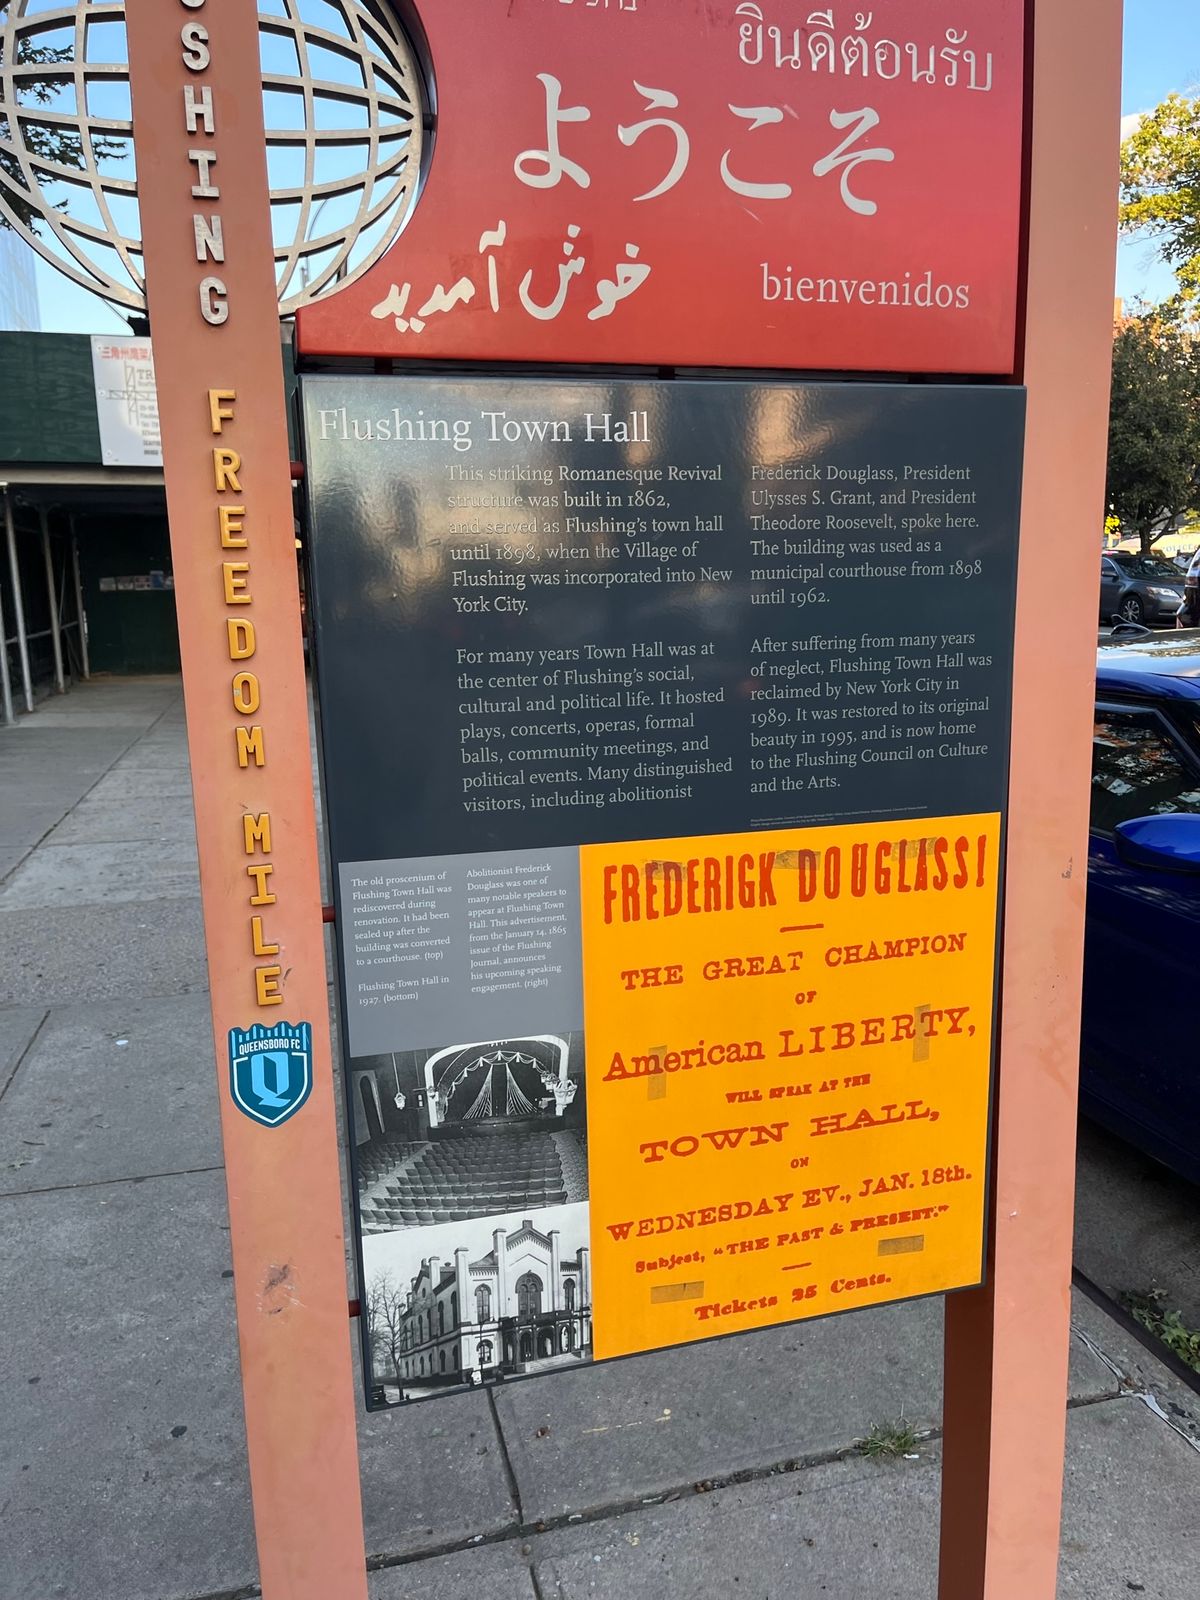 SHING
FREEDOM MILE
QUEENSBORO FC
Q
ยินดีต้อนรับ
ようこそ
خوش آمدید
bienvenidos
Flushing Town Hall
This striking Romanesque Revival
structure was built in 1862,
and served as Flushing's town hall
until 1898, when the Village of
Flushing was incorporated into New
York City.
For many years Town Hall was at
the center of Flushing's social,
cultural and political life. It hosted
plays, concerts, operas, formal
balls, community meetings, and
political events. Many distinguished
visitors, including abolitionist
Frederick Douglass, President
Ulysses S. Grant, and President
Theodore Roosevelt, spoke here.
The building was used as a
municipal courthouse from 1898
until 1962.
After suffering from many years
of neglect, Flushing Town Hall was
reclaimed by New York City in
1989. It was restored to its original
beauty in 1995, and is now home
to the Flushing Council on Culture
and the Arts.
The old proscenium of
Flushing Town Hall was
rediscovered during
renovation. It had been
sealed up after the
building was converted
to a courthouse. (top)
Flushing Town Hall in
1927. (bottom)
Abolitionist Frederick
Douglass was one of
many notable speakers to
appear at Flushing Town
Hall. This advertisement,
from the January 14, 1865
issue of the Flushing
Journal, announces
his upcoming speaking
engagement. (right)
FREDERICK DOUGLASS!
THE GREAT CHAMPION
OF
American LIBERTY,
WILL SPEAK AT THE
TOWN HALL,
ON
WEDNESDAY EV., JAN. 18th.
Subject, "THE PAST & PRESENT."
Tickets 25 Cents.